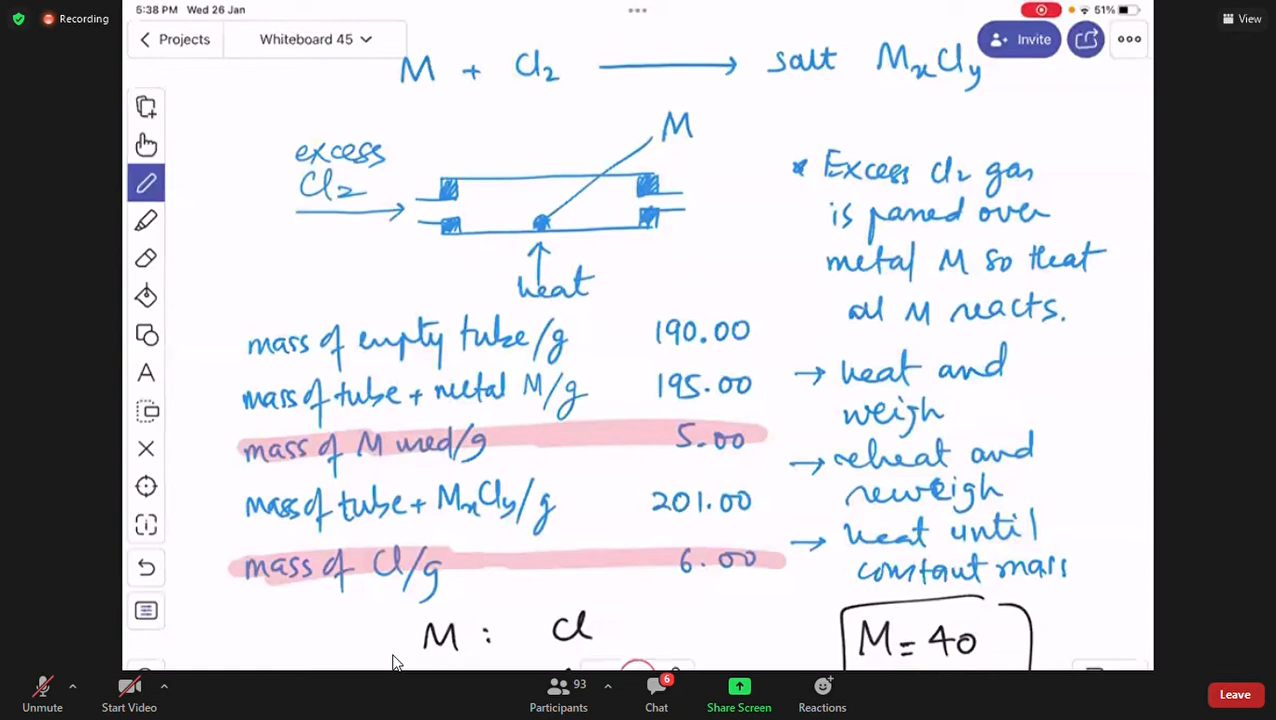 5:38 PM Wed 26 Jan
51%
Recording
View
Projects
Whiteboard 45
Invite
M + Cl2 → salt MxCly
M
excess
Cl2
heat
* Excess Cl2 gas
is passed over
metal M so that
all M reacts.
→ heat and
weigh
→ reheat and
reweigh
→ heat until
constant mass
mass of empty tube/g 190.00
mass of tube + metal M/g 195.00
mass of M used/g 5.00
mass of tube + MxCly/g 201.00
mass of Cl/g 6.00
M : Cl
M = 40
Unmute
Start Video
93
Participants
6
Chat
Share Screen
Reactions
Leave